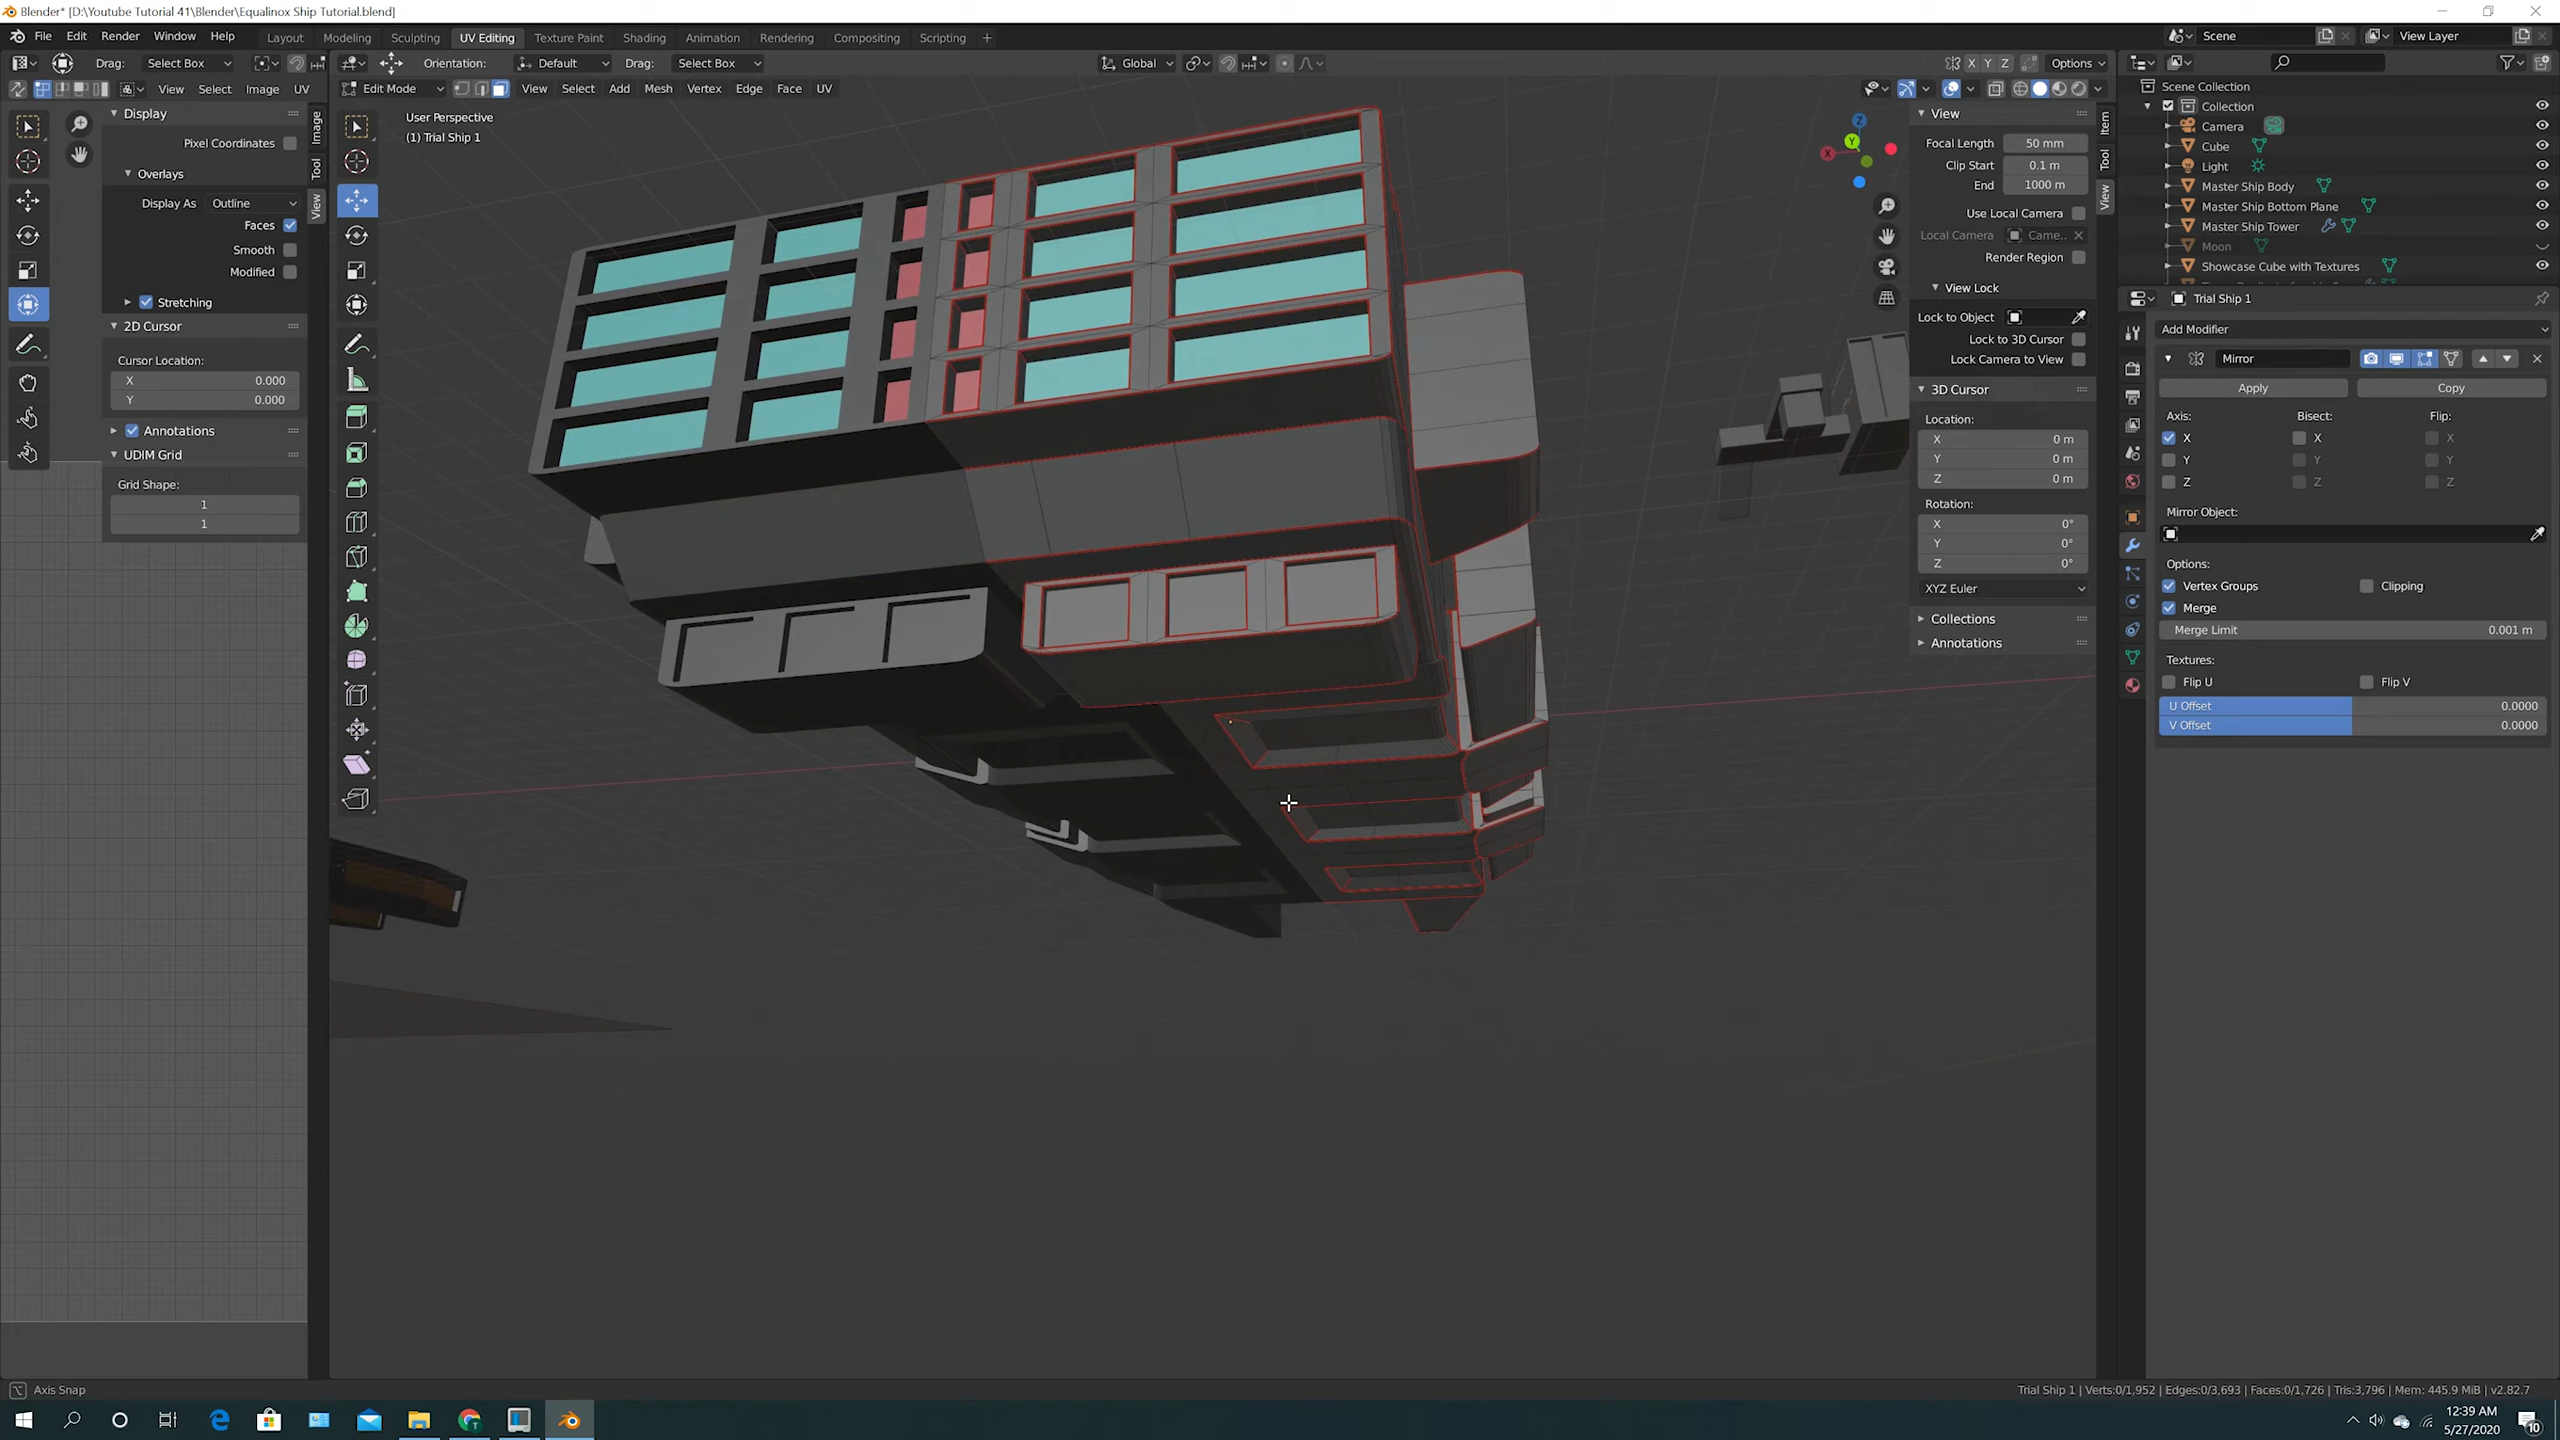 Blender* [D:\Youtube Tutorial 41\Blender\Equalinox Ship Tutorial.blend]
File Edit Render Window Help Layout Modeling Sculpting UV Editing Texture Paint Shading Animation Rendering Compositing Scripting + Scene View Layer
Drag: Select Box Orientation: Default Drag: Select Box Global X Y Z Options
View Select Image UV Edit Mode View Select Add Mesh Vertex Edge Face UV
Display
Pixel Coordinates
Overlays
Display As Outline
Faces
Smooth
Modified
Stretching
2D Cursor
Cursor Location:
X 0.000
Y 0.000
Annotations
UDIM Grid
Grid Shape:
1
1
Image
Tool
View
User Perspective
(1) Trial Ship 1
Z
Y
X
View
Focal Length 50 mm
Clip Start 0.1 m
End 1000 m
Use Local Camera
Local Camera Came..
Render Region
View Lock
Lock to Object
Lock to 3D Cursor
Lock Camera to View
3D Cursor
Location:
X 0 m
Y 0 m
Z 0 m
Rotation:
X 0°
Y 0°
Z 0°
XYZ Euler
Collections
Annotations
Item
Tool
View
Scene Collection
Collection
Camera
Cube
Light
Master Ship Body
Master Ship Bottom Plane
Master Ship Tower
Moon
Showcase Cube with Textures
Trial Ship 1
Add Modifier
Mirror
Apply Copy
Axis: Bisect: Flip:
X X X
Y Y Y
Z Z Z
Mirror Object:
Options:
Vertex Groups Clipping
Merge
Merge Limit 0.001 m
Textures:
Flip U Flip V
U Offset 0.0000
V Offset 0.0000
Axis Snap
Trial Ship 1 | Verts:0/1,952 | Edges:0/3,693 | Faces:0/1,726 | Tris:3,796 | Mem: 445.9 MiB | v2.82.7
12:39 AM
5/27/2020
10